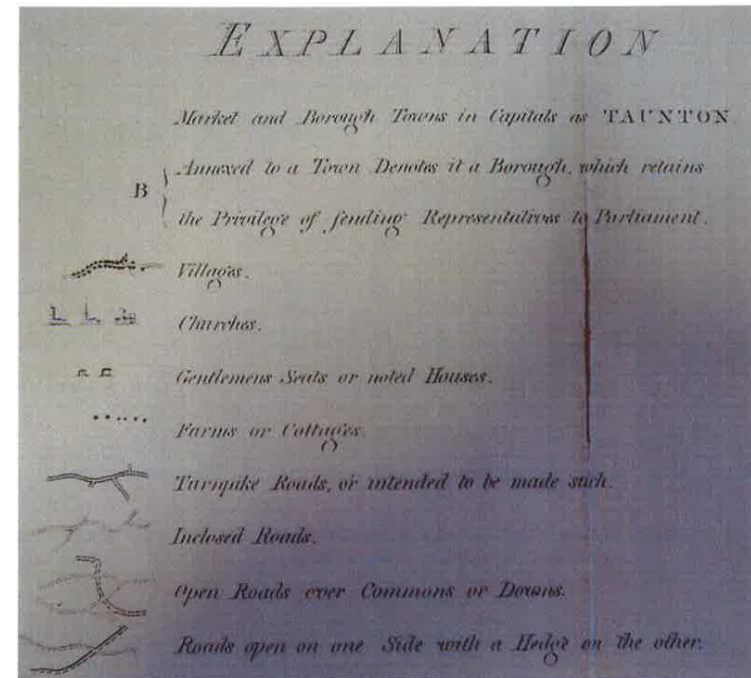 EXPLANATION
Market and Borough Towns in Capitals as TAUNTON.
B { Annexed to a Town Denotes it a Borough, which retains
the Privilege of sending Representatives to Parliament.
Villages.
Churches.
Gentlemens Seats or noted Houses.
Farms or Cottages.
Turnpike Roads, or intended to be made such.
Inclosed Roads.
Open Roads over Commons or Downs.
Roads open on one Side with a Hedge on the other.